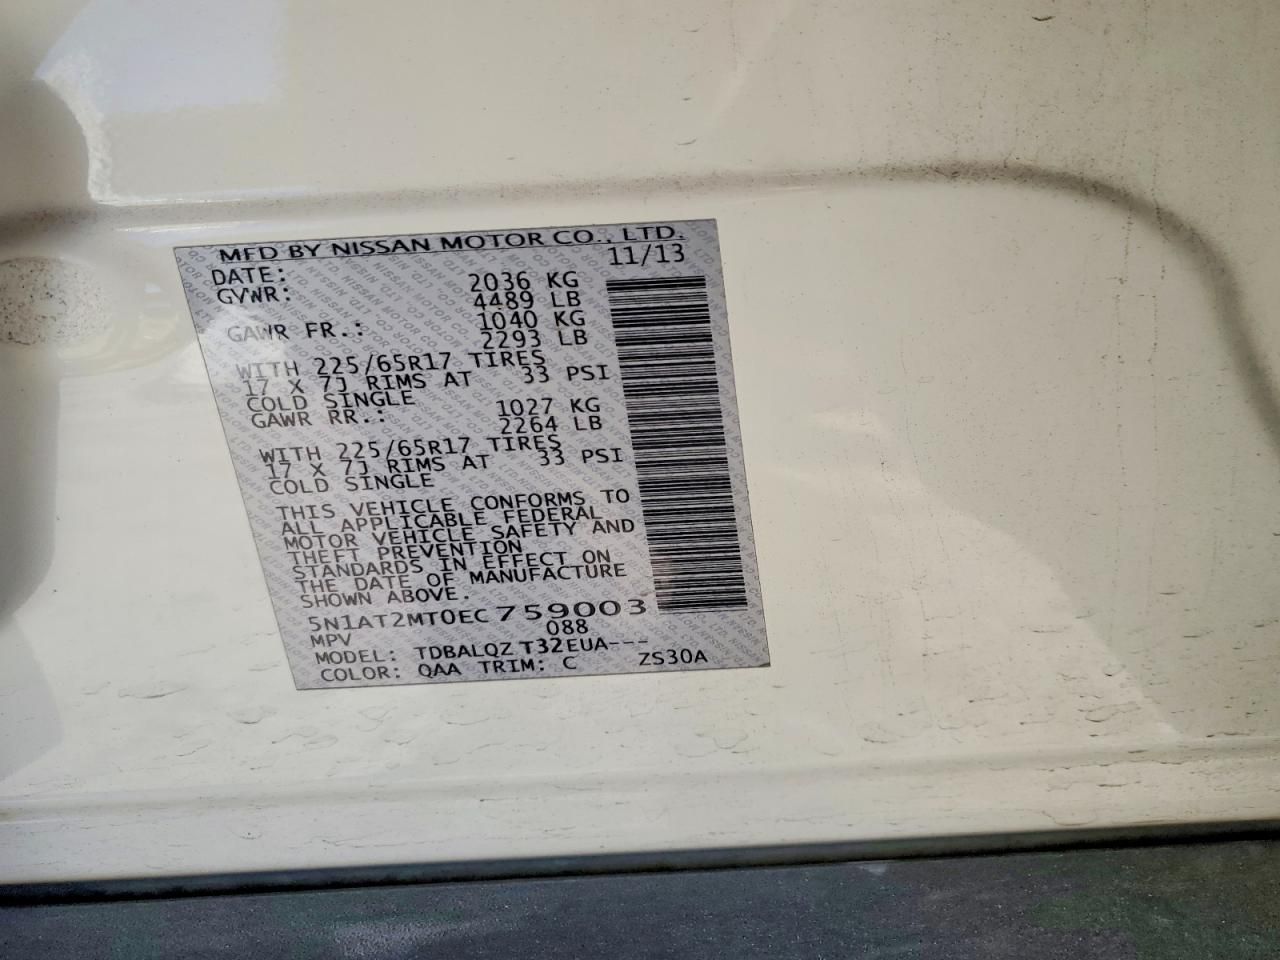 MFD BY NISSAN MOTOR CO., LTD.
DATE: 11/13
GVWR: 2036 KG
4489 LB
GAWR FR.: 1040 KG
2293 LB
WITH 225/65R17 TIRES
17 X 7J RIMS AT 33 PSI
COLD SINGLE
GAWR RR.: 1027 KG
2264 LB
WITH 225/65R17 TIRES
17 X 7J RIMS AT 33 PSI
COLD SINGLE
THIS VEHICLE CONFORMS TO
ALL APPLICABLE FEDERAL
MOTOR VEHICLE SAFETY AND
THEFT PREVENTION
STANDARDS IN EFFECT ON
THE DATE OF MANUFACTURE
SHOWN ABOVE.
5N1AT2MT0EC759003
MPV 088
MODEL: TDBALQZ T32EUA---
COLOR: QAA TRIM: C ZS30A